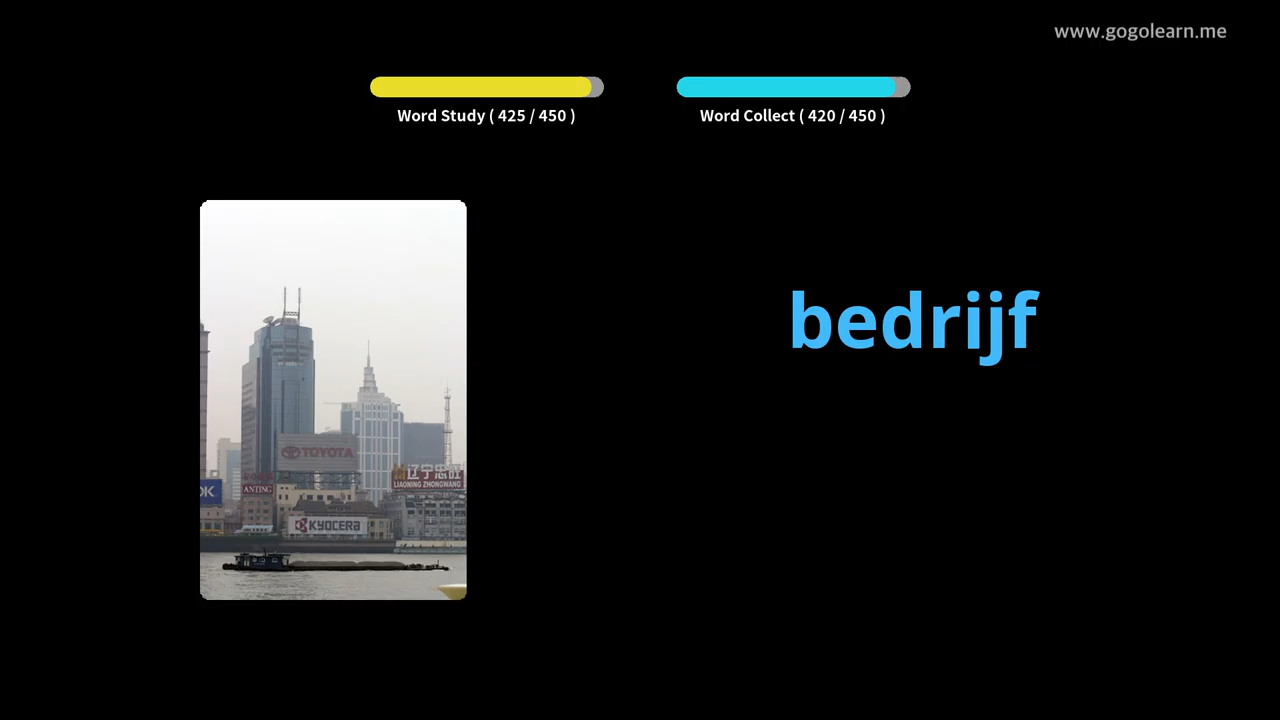 www.gogolearn.me
Word Study ( 425 / 450 )
Word Collect ( 420 / 450 )
bedrijf
TOYOTA
辽宁忠旺
LIAONING ZHONGWANG
OK
ANTING
KYOCERA